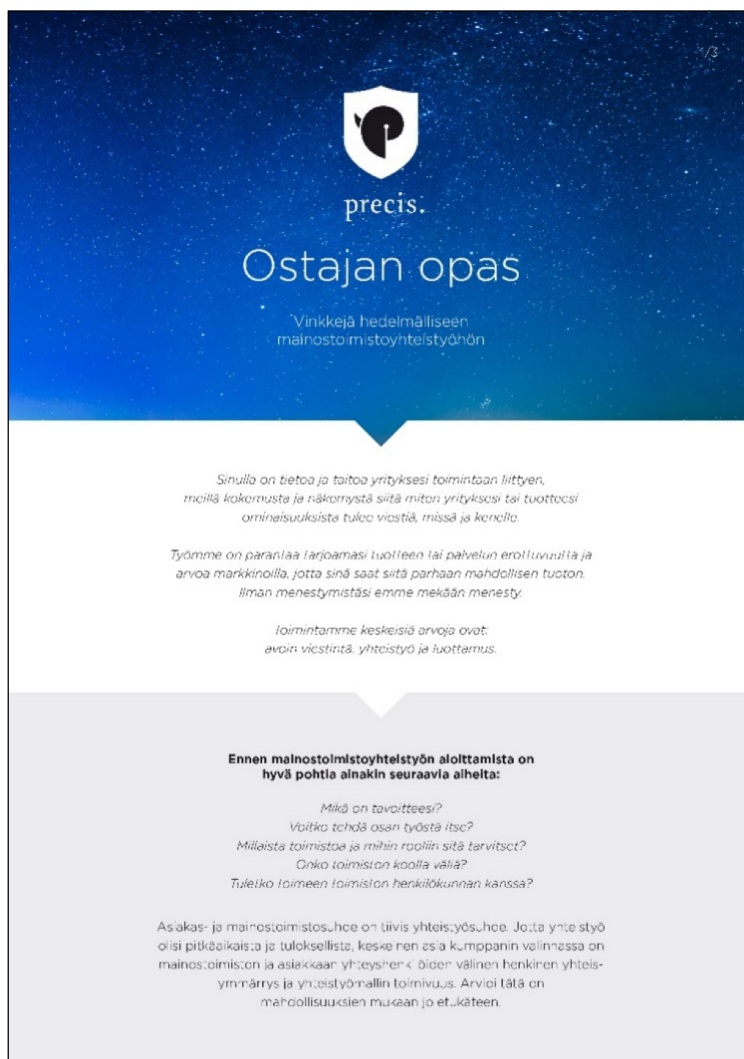 1/3
precis.
Ostajan opas
Vinkkejä hedelmälliseen
mainostoimistoyhteistyöhön
Sinulla on tietoa ja taitoa yrityksesi toimintaan liittyen,
meillä kokemusta ja näkemystä siitä miten yrityksesi tai tuotteesi
ominaisuuksista tulee viestiä, missä ja kenelle.
Työmme on parantaa tarjoamasi tuotteen tai palvelun erottuvuutta ja
arvoa markkinoilla, jotta sinä saat siitä parhaan mahdollisen tuoton.
Ilman menestymistäsi emme mekään menesty.
Toimintamme keskeisiä arvoja ovat:
avoin viestintä, yhteistyö ja luottamus.
Ennen mainostoimistoyhteistyön aloittamista on
hyvä pohtia ainakin seuraavia aiheita:
Mikä on tavoitteesi?
Voitko tehdä osan työstä itse?
Millaista toimistoa ja mihin rooliin sitä tarvitset?
Onko toimiston koolla väliä?
Tuletko toimeen toimiston henkilökunnan kanssa?
Asiakas- ja mainostoimistosuhde on tiivis yhteistyösuhde. Jotta yhteistyö
olisi pitkäaikaista ja tuloksellista, keskeinen asia kumppanin valinnassa on
mainostoimiston ja asiakkaan yhteyshenkilöiden välinen henkinen yhteis-
ymmärrys ja yhteistyömallin toimivuus. Arvioi tätä on
mahdollisuuksien mukaan jo etukäteen.